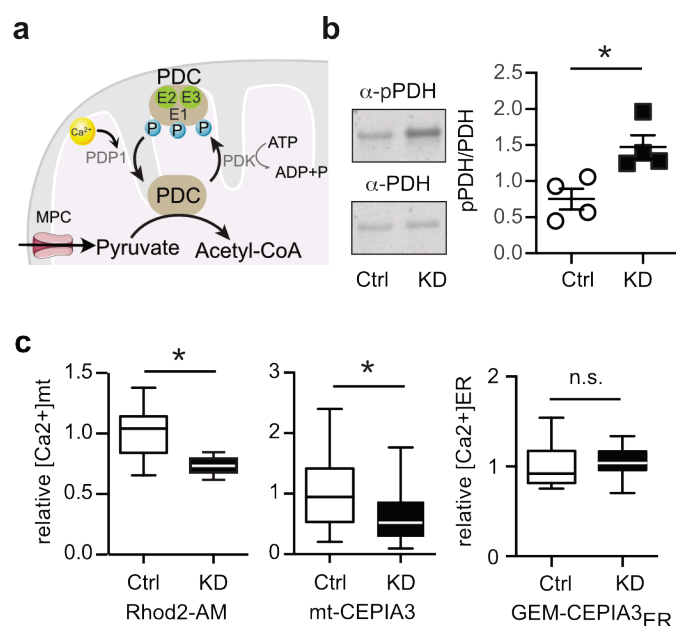 a
PDC
E2 E3
E1
P P P
Ca²⁺
PDP1
PDK
ATP
ADP+P
PDC
MPC
Pyruvate
Acetyl-CoA
b
α-pPDH
α-PDH
Ctrl KD
*
pPDH/PDH
2.5
2.0
1.5
1.0
0.5
0.0
Ctrl KD
c
relative [Ca2+]mt
1.5
1.0
0.5
0.0
*
Ctrl KD
Rhod2-AM
3
2
1
0
*
Ctrl KD
mt-CEPIA3
relative [Ca2+]ER
2
1
0
n.s.
Ctrl KD
GEM-CEPIA3ER